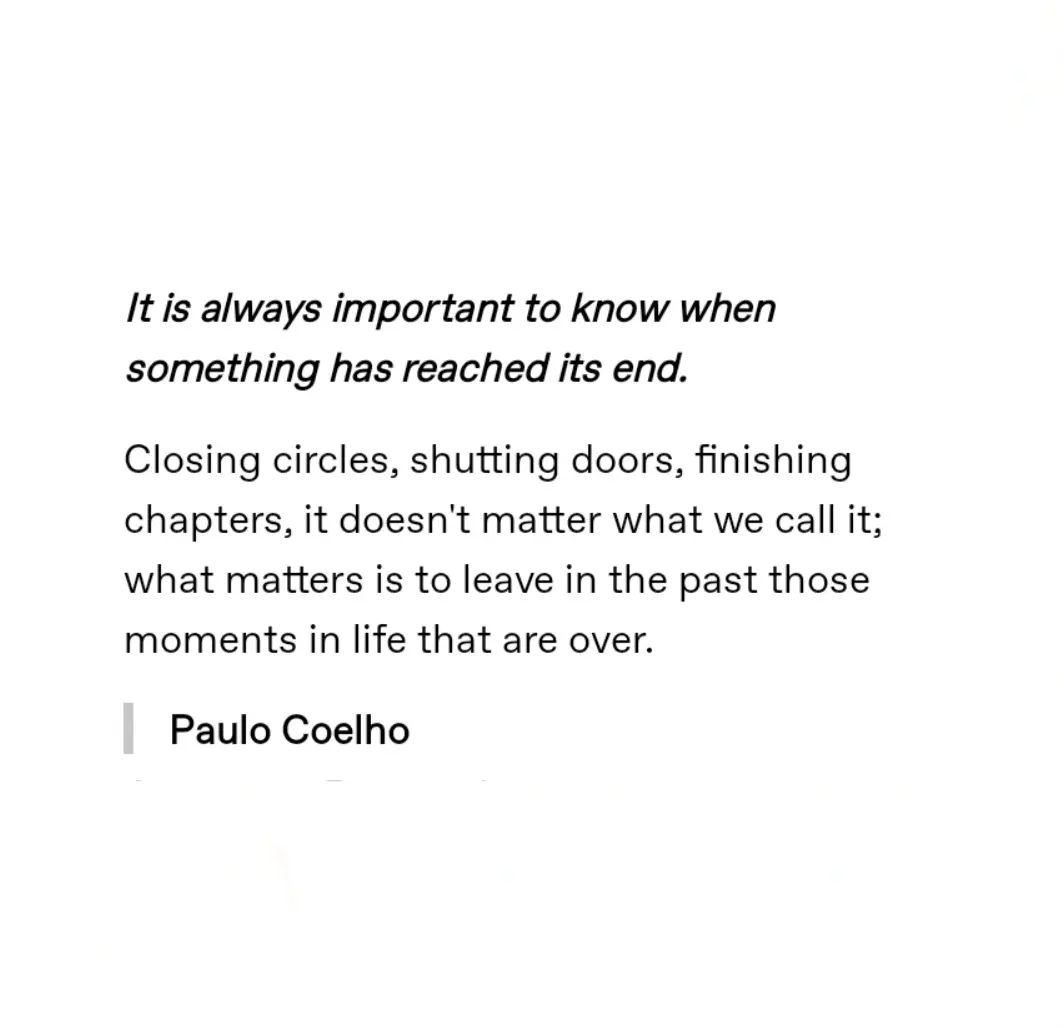 It is always important to know when
something has reached its end.
Closing circles, shutting doors, finishing
chapters, it doesn't matter what we call it;
what matters is to leave in the past those
moments in life that are over.
Paulo Coelho